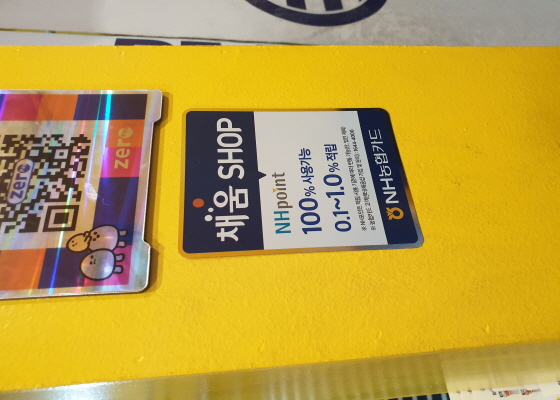 채움 SHOP
NHpoint
100% 사용가능
0.1~1.0% 적립
NH농협카드
zero
zero